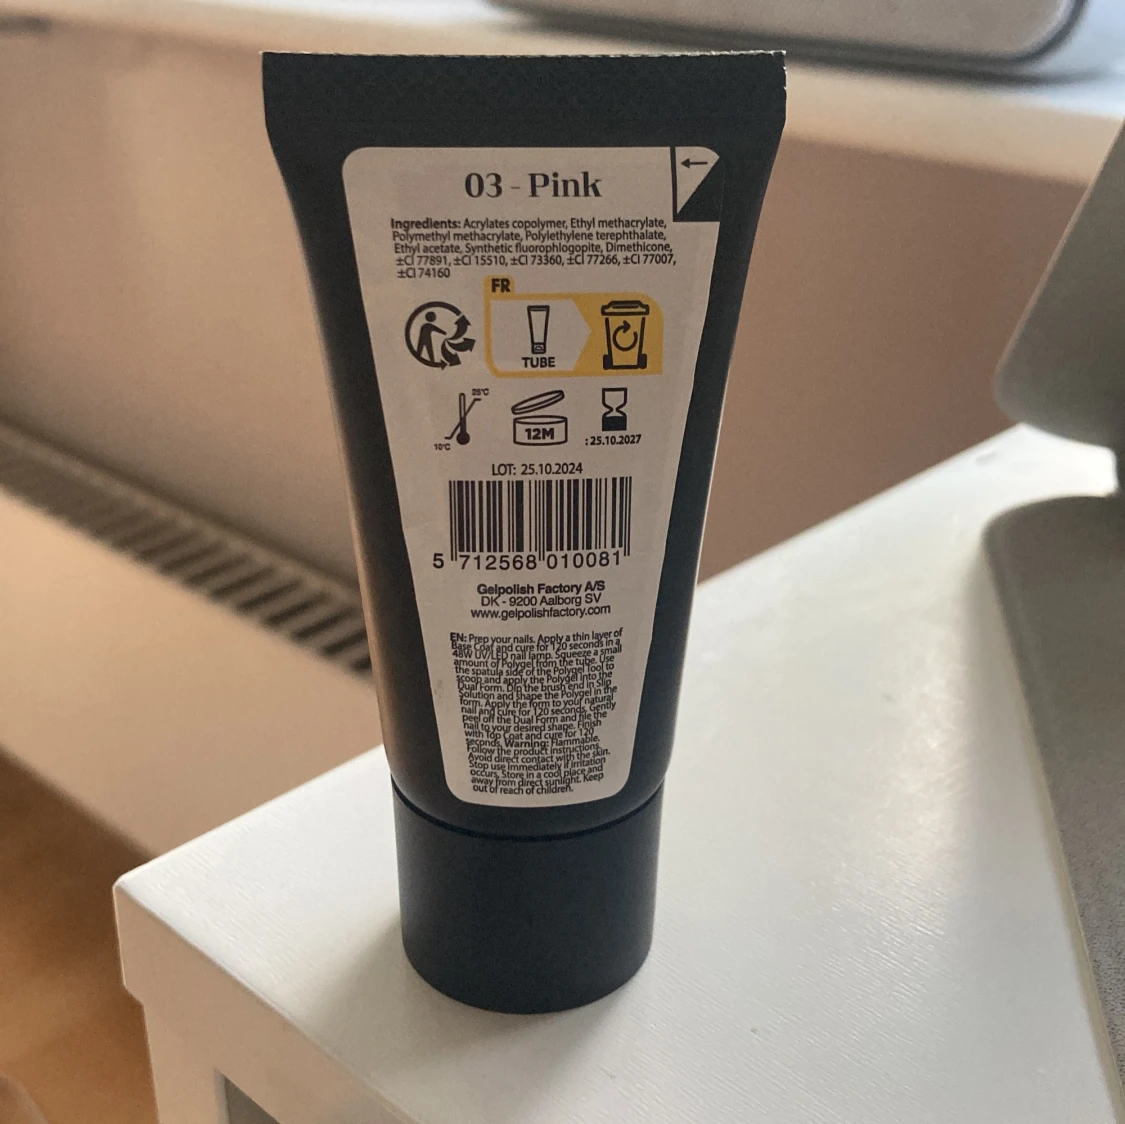 03 - Pink
Ingredients: Acrylates copolymer, Ethyl methacrylate,
Polymethyl methacrylate, Polylethylene terephthalate,
Ethyl acetate, Synthetic fluorophlogopite, Dimethicone,
±CI 77891, ±CI 15510, ±CI 73360, ±CI 77266, ±CI 77007,
±CI 74160
FR
TUBE
25°C
10°C
12M
: 25.10.2027
LOT: 25.10.2024
5 712568 010081
Gelpolish Factory A/S
DK - 9200 Aalborg SV
www.gelpolishfactory.com
EN: Prep your nails. Apply a thin layer of
Base Coat and cure for 120 seconds in a
48W UV/LED nail lamp. Squeeze a small
amount of Polygel from the tube. Use
the spatula side of the Polygel Tool to
scoop and apply the Polygel into the
Dual Form. Dip the brush end in Slip
Solution and shape the Polygel in the
form. Apply the form to your natural
nail and cure for 120 seconds. Gently
peel off the Dual Form and file the
nail to your desired shape. Finish
with Top Coat and cure for 120
seconds. Warning: Flammable.
Follow the product instructions.
Avoid direct contact with the skin.
Stop use immediately if irritation
occurs. Store in a cool place and
away from direct sunlight. Keep
out of reach of children.